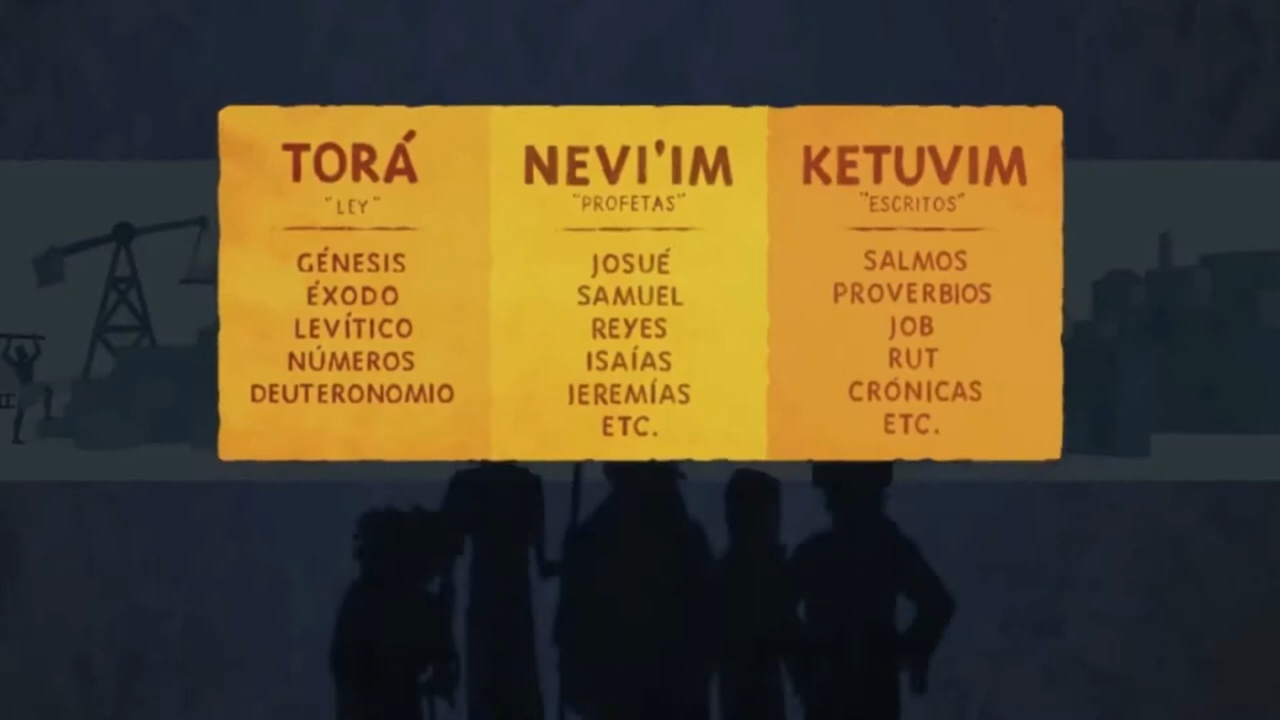 TORÁ
"LEY"
GÉNESIS
ÉXODO
LEVÍTICO
NÚMEROS
DEUTERONOMIO
NEVI'IM
"PROFETAS"
JOSUÉ
SAMUEL
REYES
ISAÍAS
JEREMÍAS
ETC.
KETUVIM
"ESCRITOS"
SALMOS
PROVERBIOS
JOB
RUT
CRÓNICAS
ETC.